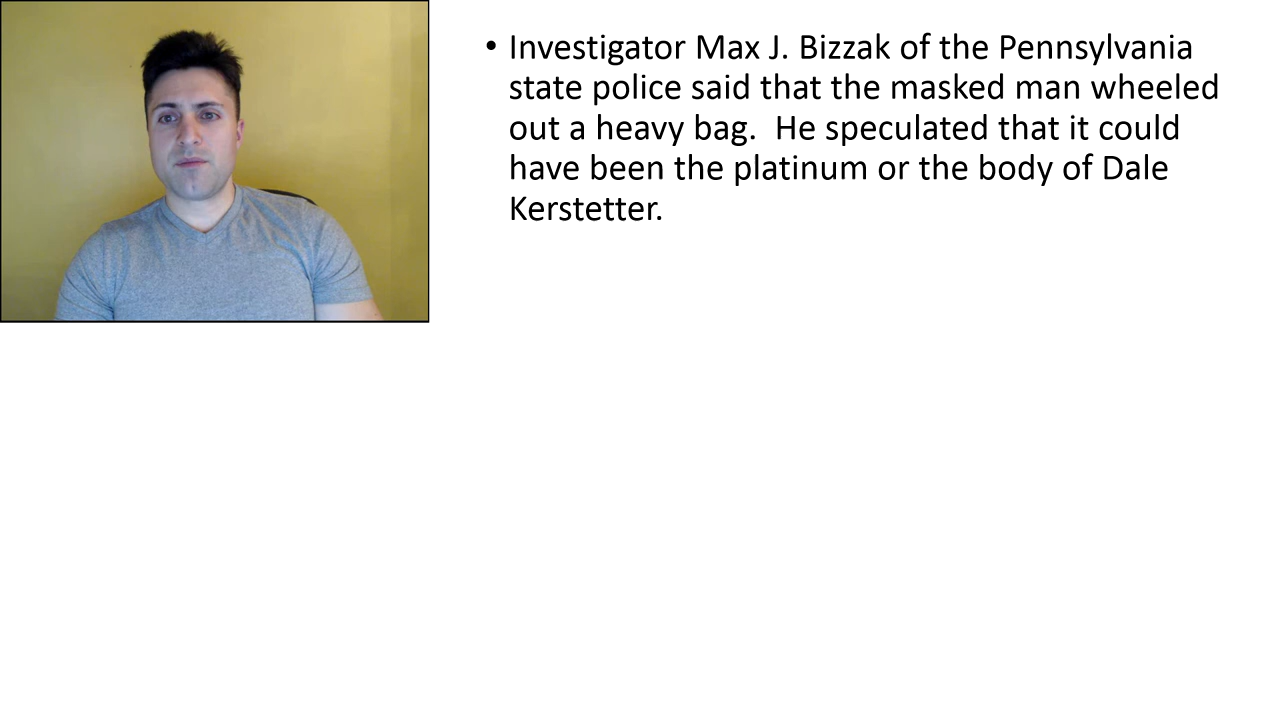 • Investigator Max J. Bizzak of the Pennsylvania
state police said that the masked man wheeled
out a heavy bag.  He speculated that it could
have been the platinum or the body of Dale
Kerstetter.